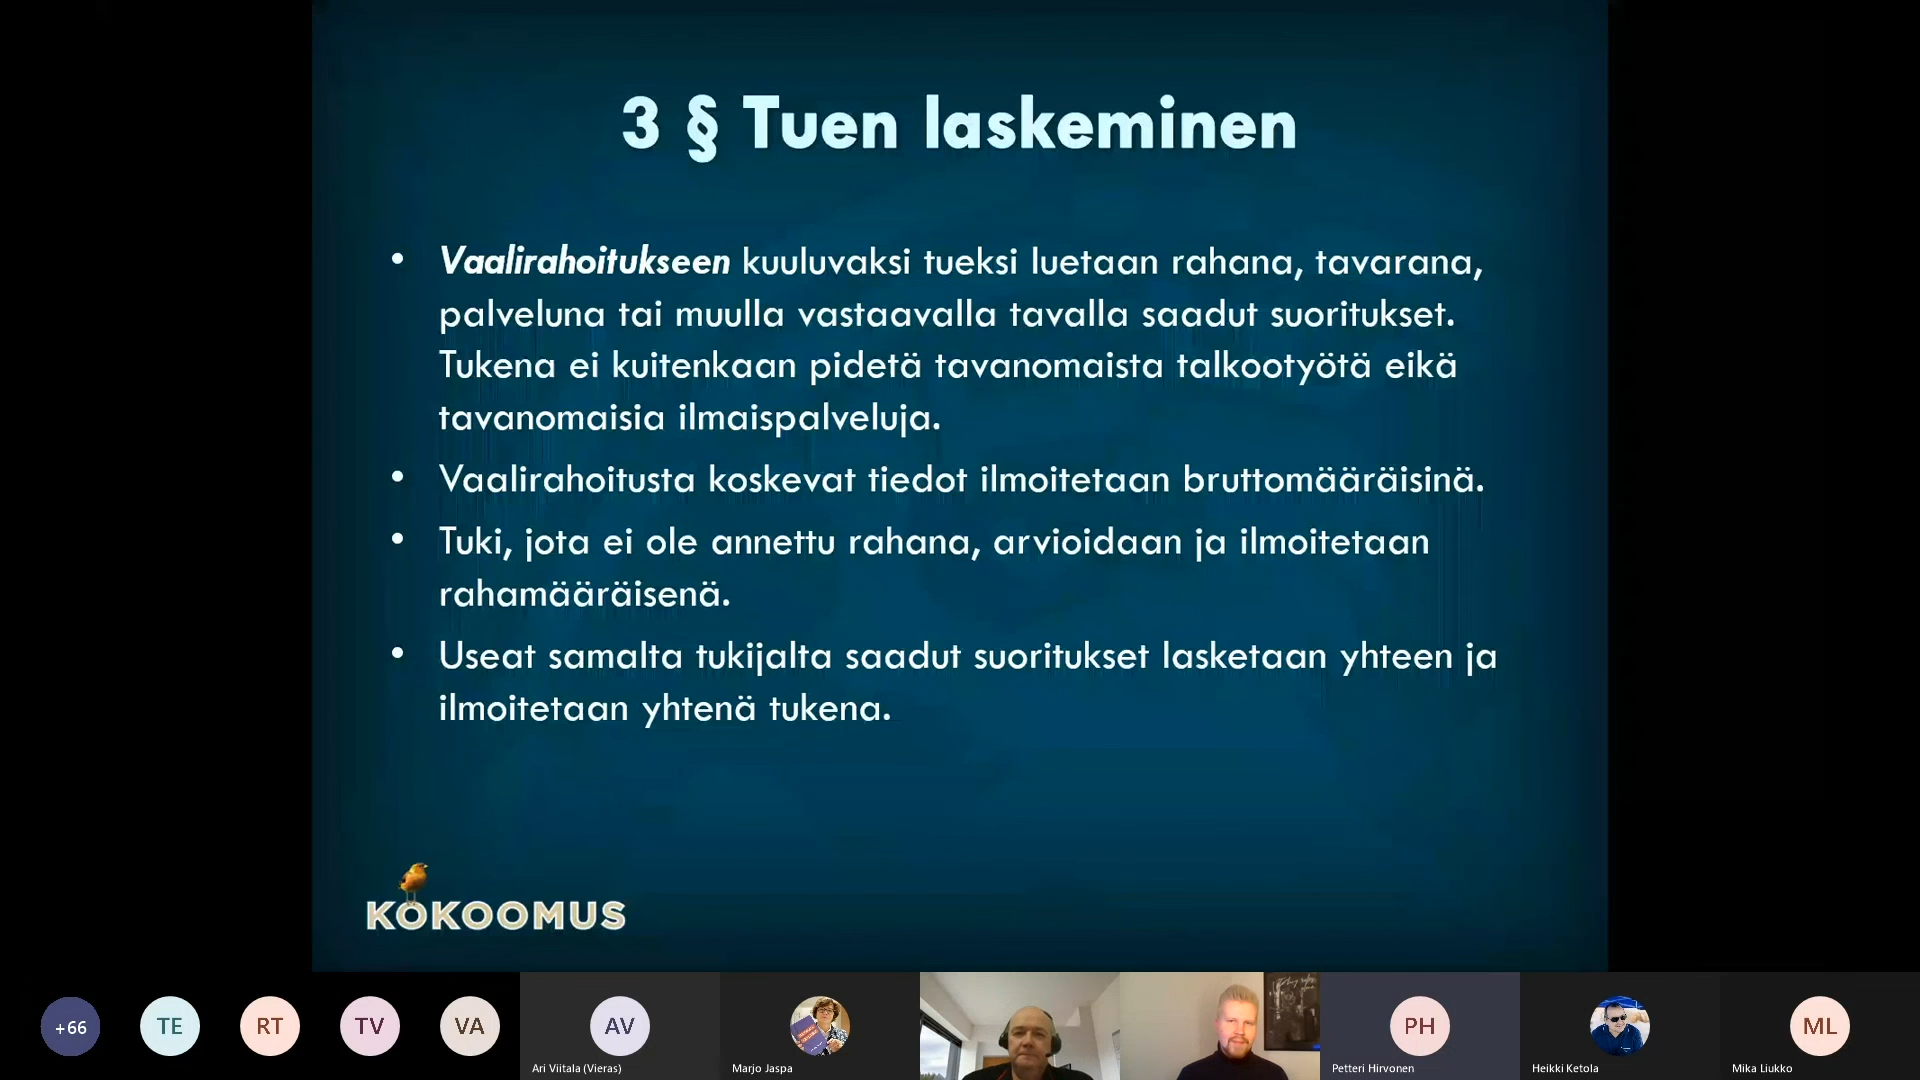 3 § Tuen laskeminen
• Vaalirahoitukseen kuuluvaksi tueksi luetaan rahana, tavarana,
palveluna tai muulla vastaavalla tavalla saadut suoritukset.
Tukena ei kuitenkaan pidetä tavanomaista talkootyötä eikä
tavanomaisia ilmaispalveluja.
• Vaalirahoitusta koskevat tiedot ilmoitetaan bruttomääräisinä.
• Tuki, jota ei ole annettu rahana, arvioidaan ja ilmoitetaan
rahamääräisenä.
• Useat samalta tukijalta saadut suoritukset lasketaan yhteen ja
ilmoitetaan yhtenä tukena.
KOKOOMUS
+66 TE RT TV VA AV PH ML
Ari Viitala (Vieras) Marjo Jaspa Petteri Hirvonen Heikki Ketola Mika Liukko